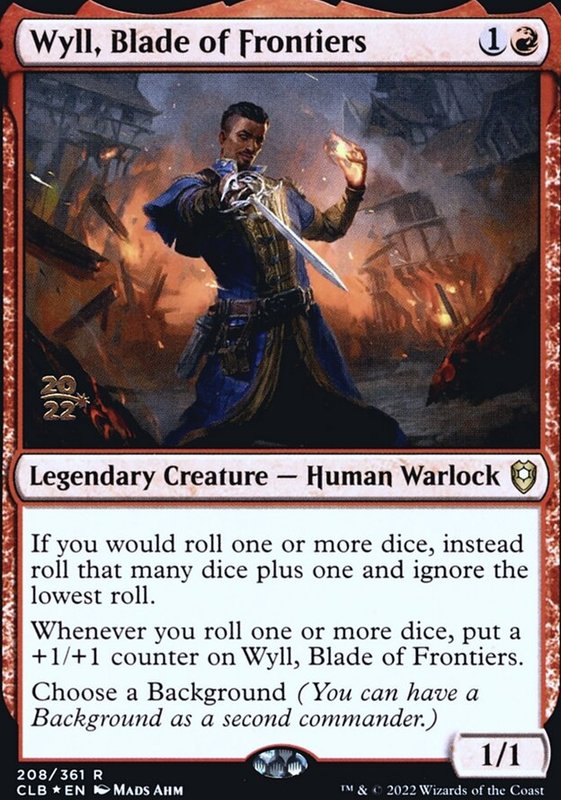 Wyll, Blade of Frontiers 1
20
22
Legendary Creature — Human Warlock
If you would roll one or more dice, instead
roll that many dice plus one and ignore the
lowest roll.
Whenever you roll one or more dice, put a
+1/+1 counter on Wyll, Blade of Frontiers.
Choose a Background (You can have a
Background as a second commander.)
1/1
208/361 R
CLB ★ EN Mads Ahm
™ & © 2022 Wizards of the Coast